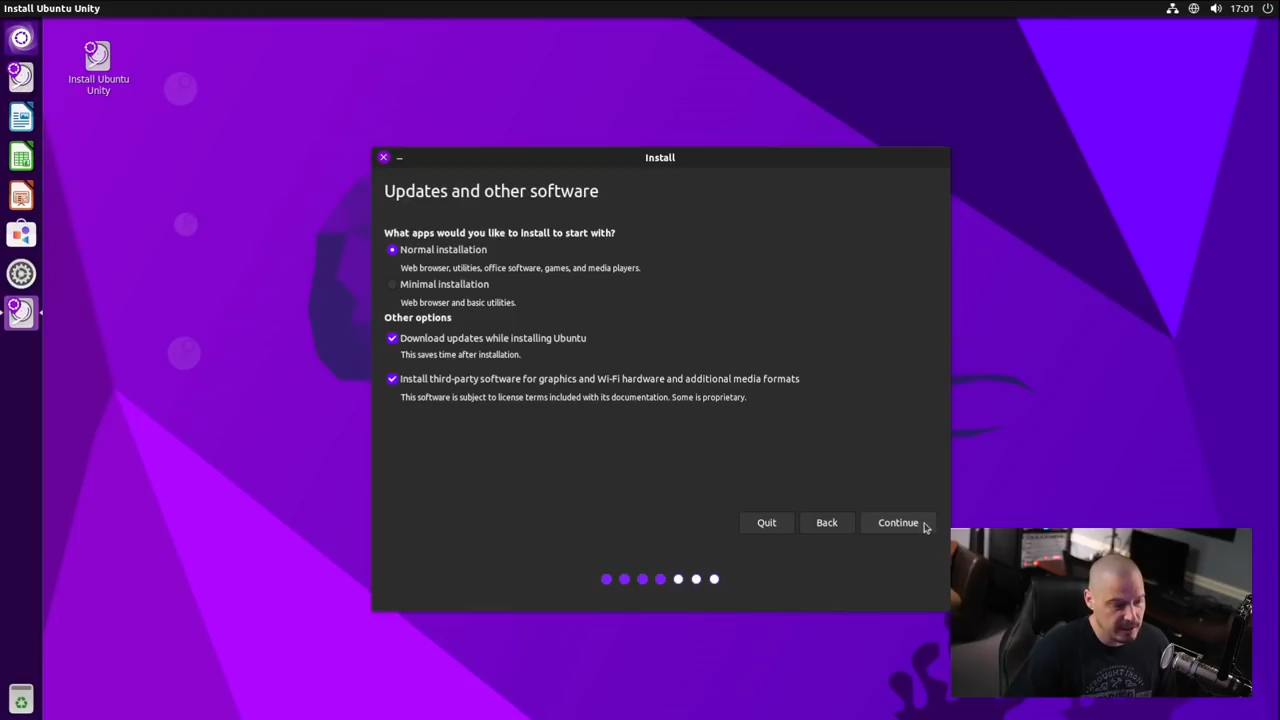 Install Ubuntu Unity
17:01
Install Ubuntu
Unity
Install
Updates and other software
What apps would you like to install to start with?
Normal installation
Web browser, utilities, office software, games, and media players.
Minimal installation
Web browser and basic utilities.
Other options
Download updates while installing Ubuntu
This saves time after installation.
Install third-party software for graphics and Wi-Fi hardware and additional media formats
This software is subject to license terms included with its documentation. Some is proprietary.
Quit
Back
Continue